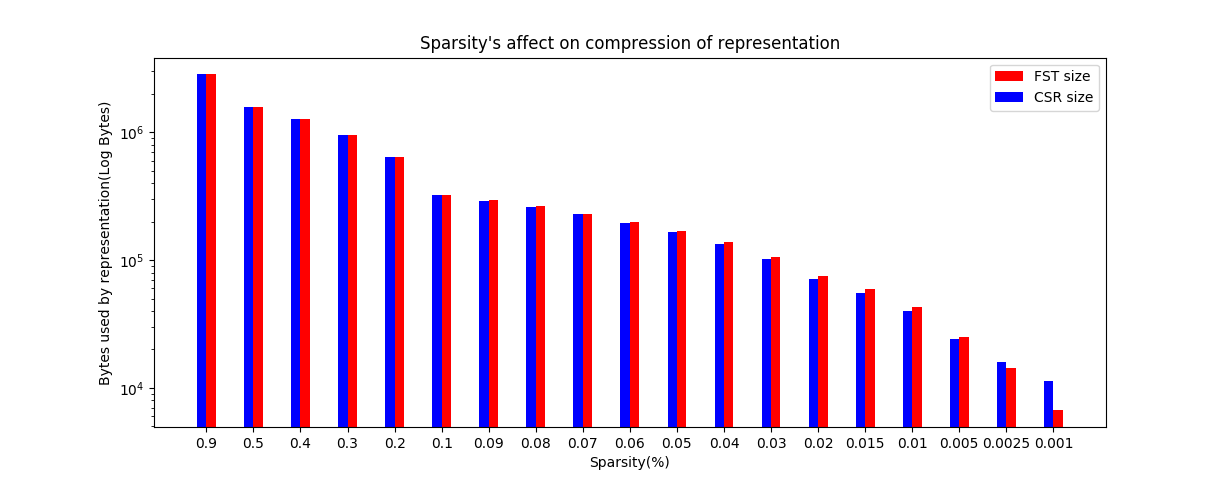 Sparsity's affect on compression of representation
FST size
CSR size
Bytes used by representation(Log Bytes)
10^6
10^5
10^4
0.9 0.5 0.4 0.3 0.2 0.1 0.09 0.08 0.07 0.06 0.05 0.04 0.03 0.02 0.015 0.01 0.005 0.0025 0.001
Sparsity(%)